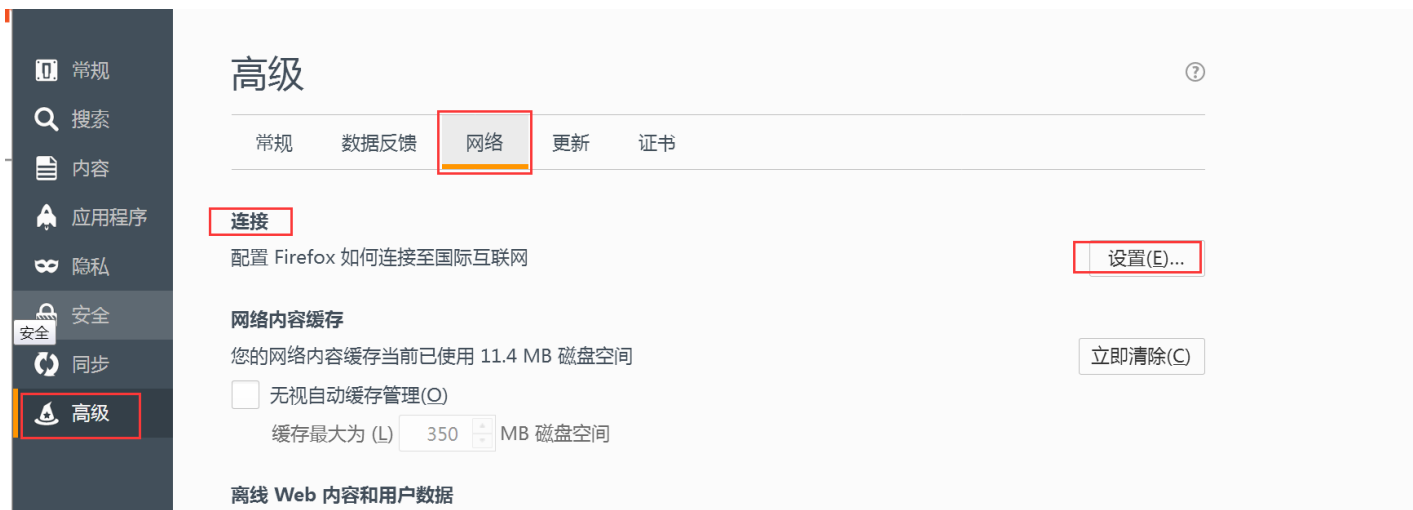 高级
常规
搜索
内容
应用程序
隐私
安全
安全
同步
高级
常规 数据反馈 网络 更新 证书
连接
配置 Firefox 如何连接至国际互联网 设置(E)...
网络内容缓存
您的网络内容缓存当前已使用 11.4 MB 磁盘空间 立即清除(C)
无视自动缓存管理(O)
缓存最大为 (L) 350 MB 磁盘空间
离线 Web 内容和用户数据